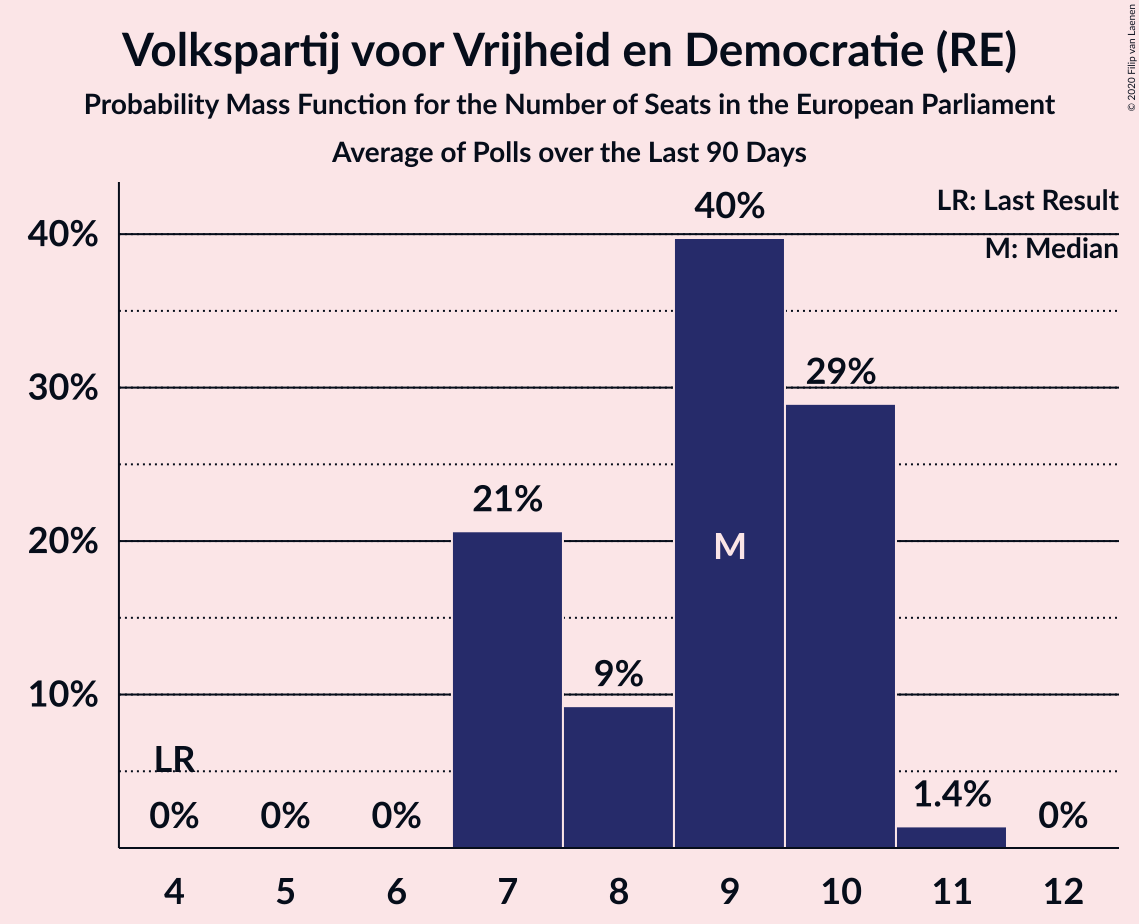 Volkspartij voor Vrijheid en Democratie (RE)
Probability Mass Function for the Number of Seats in the European Parliament
Average of Polls over the Last 90 Days
© 2020 Filip van Laenen
LR: Last Result
M: Median
40%
30%
20%
10%
LR
0%
0%
0%
21%
9%
40%
M
29%
1.4%
0%
4 5 6 7 8 9 10 11 12